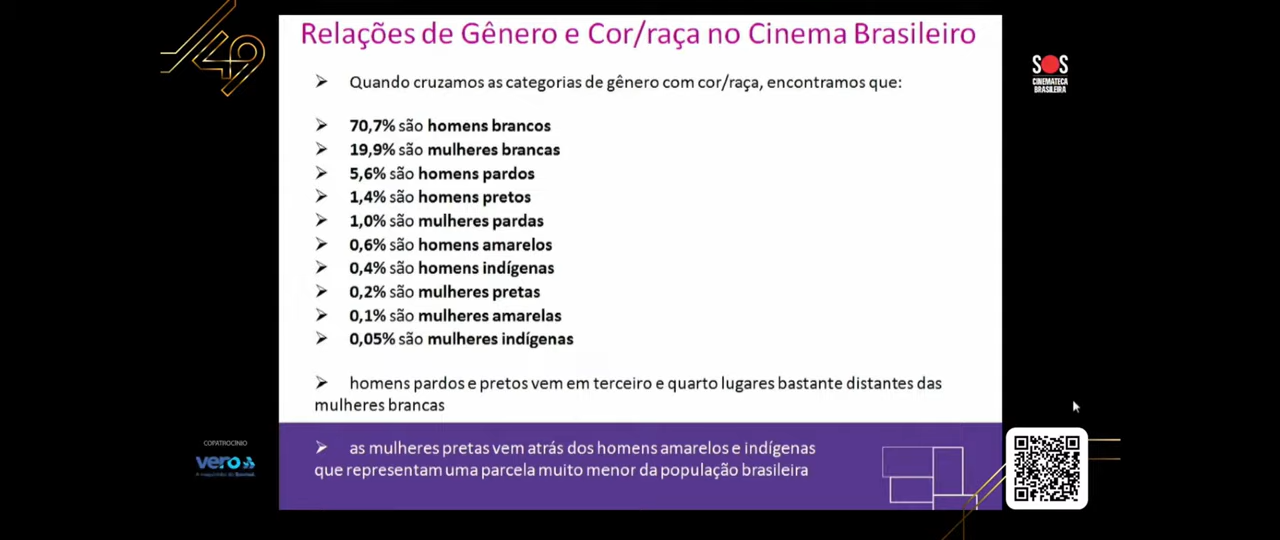 Relações de Gênero e Cor/raça no Cinema Brasileiro
49
SOS
CINEMATECA
BRASILEIRA
➢ Quando cruzamos as categorias de gênero com cor/raça, encontramos que:
➢ 70,7% são homens brancos
➢ 19,9% são mulheres brancas
➢ 5,6% são homens pardos
➢ 1,4% são homens pretos
➢ 1,0% são mulheres pardas
➢ 0,6% são homens amarelos
➢ 0,4% são homens indígenas
➢ 0,2% são mulheres pretas
➢ 0,1% são mulheres amarelas
➢ 0,05% são mulheres indígenas
➢ homens pardos e pretos vem em terceiro e quarto lugares bastante distantes das
mulheres brancas
➢ as mulheres pretas vem atrás dos homens amarelos e indígenas
que representam uma parcela muito menor da população brasileira
COPATROCÍNIO
vero